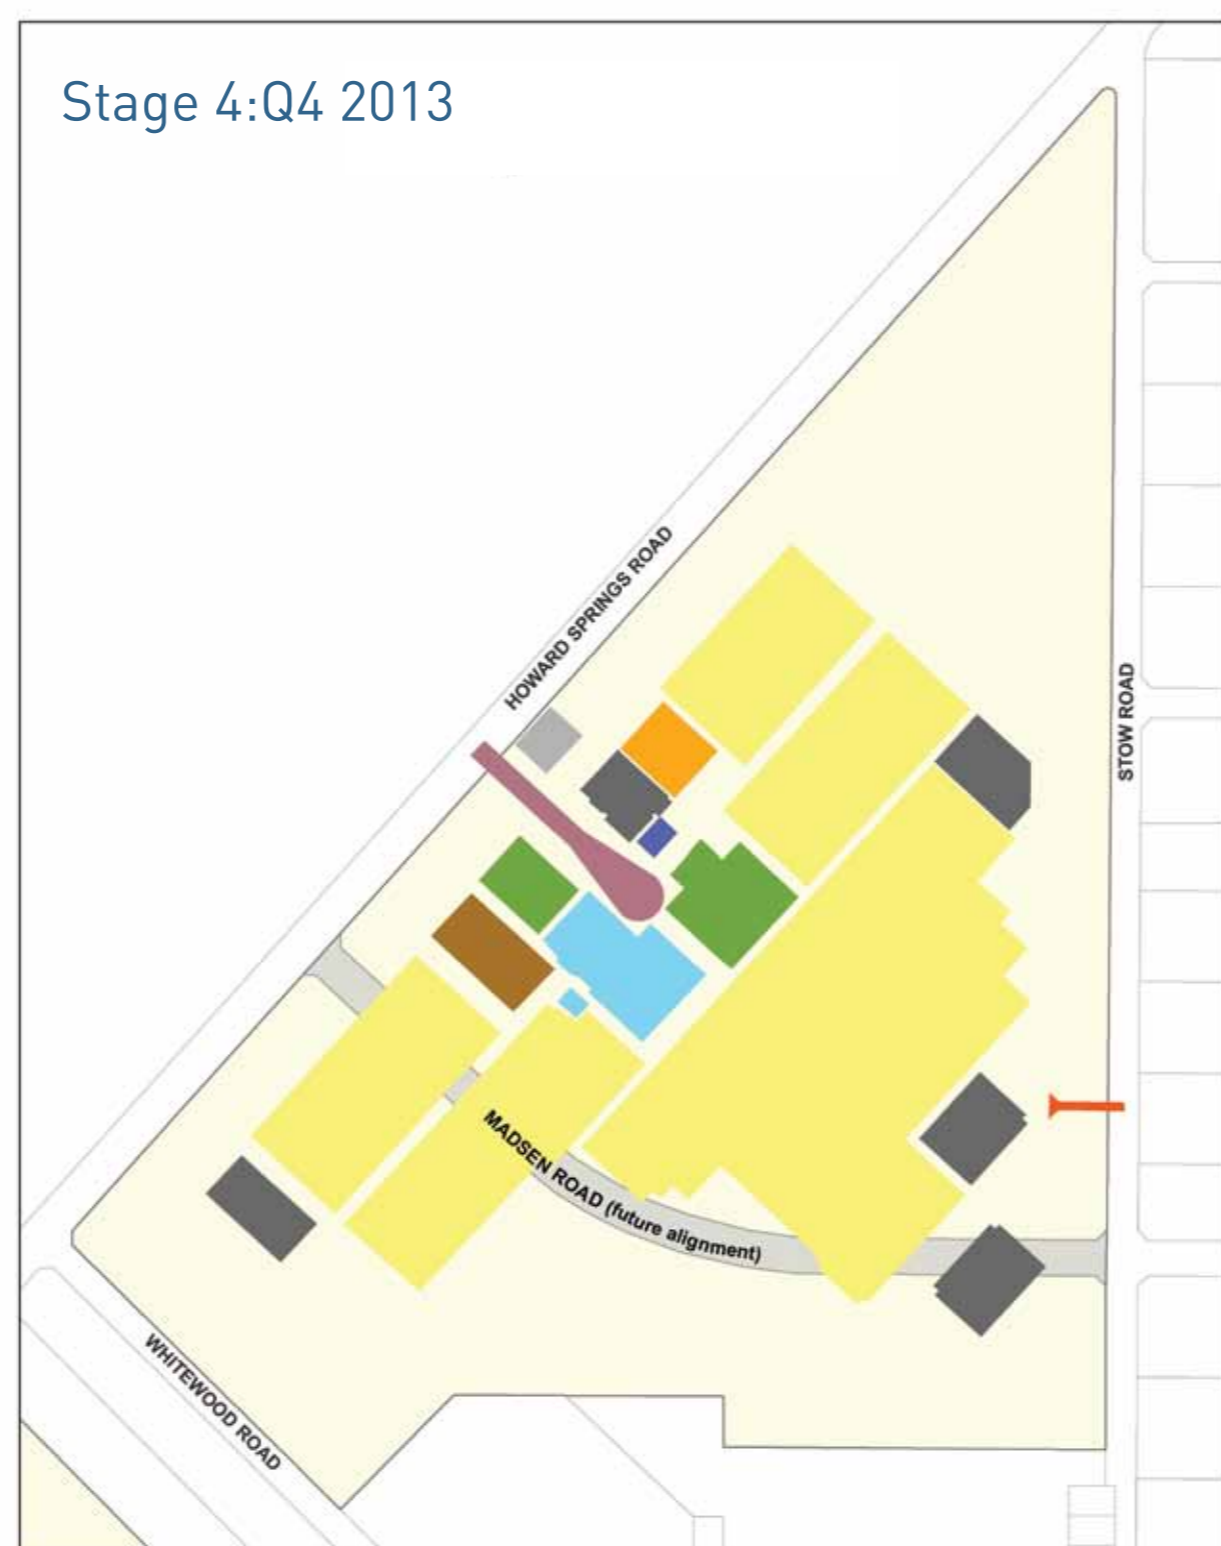 Stage 4:Q4 2013
HOWARD SPRINGS ROAD
STOW ROAD
MADSEN ROAD (future alignment)
WHITEWOOD ROAD